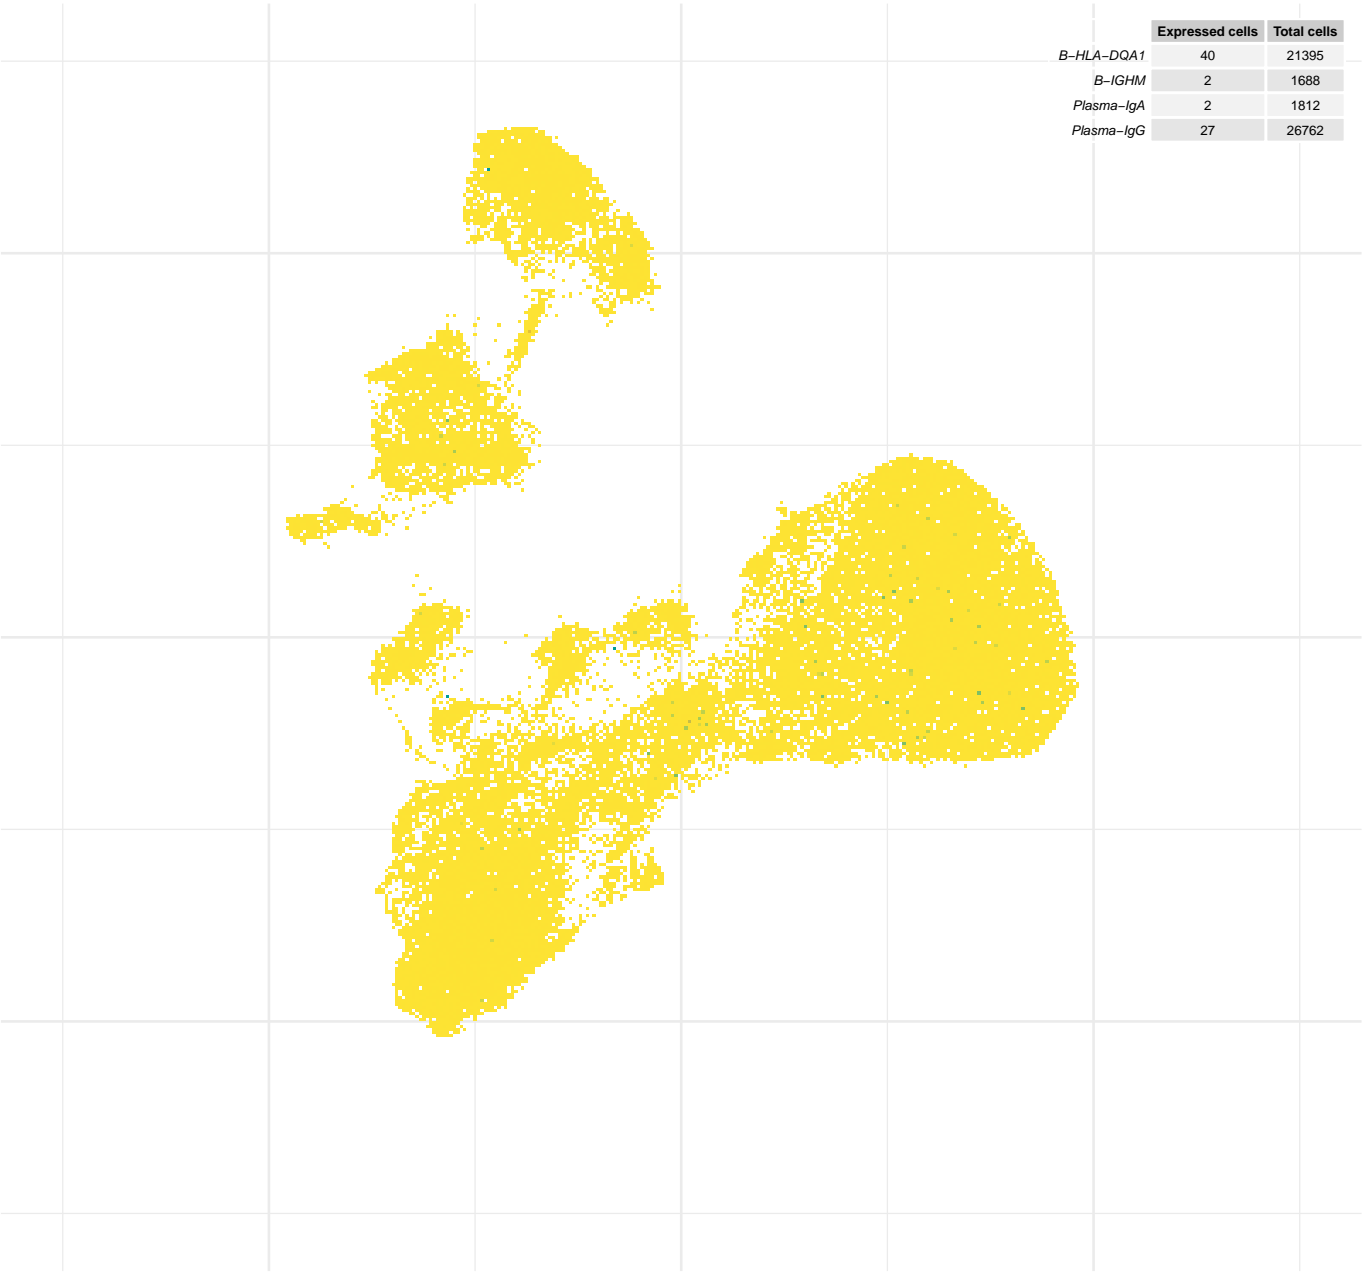 Expressed cells Total cells
B−HLA−DQA1 40 21395
B−IGHM 2 1688
Plasma−IgA 2 1812
Plasma−IgG 27 26762